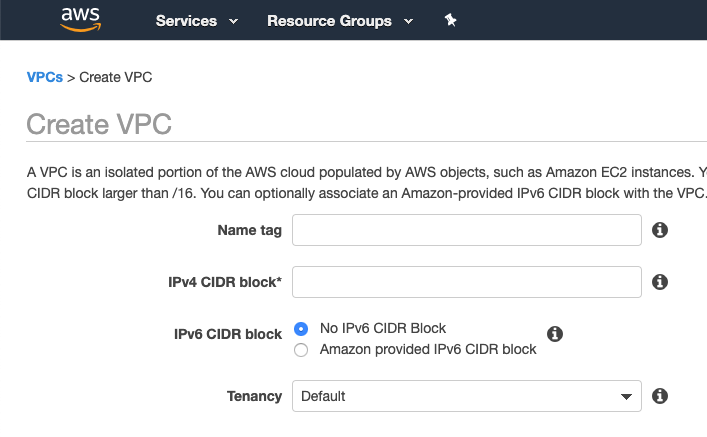 aws Services Resource Groups
VPCs > Create VPC
Create VPC
A VPC is an isolated portion of the AWS cloud populated by AWS objects, such as Amazon EC2 instances.
CIDR block larger than /16. You can optionally associate an Amazon-provided IPv6 CIDR block with the VPC.
Name tag
IPv4 CIDR block*
IPv6 CIDR block No IPv6 CIDR Block
Amazon provided IPv6 CIDR block
Tenancy Default